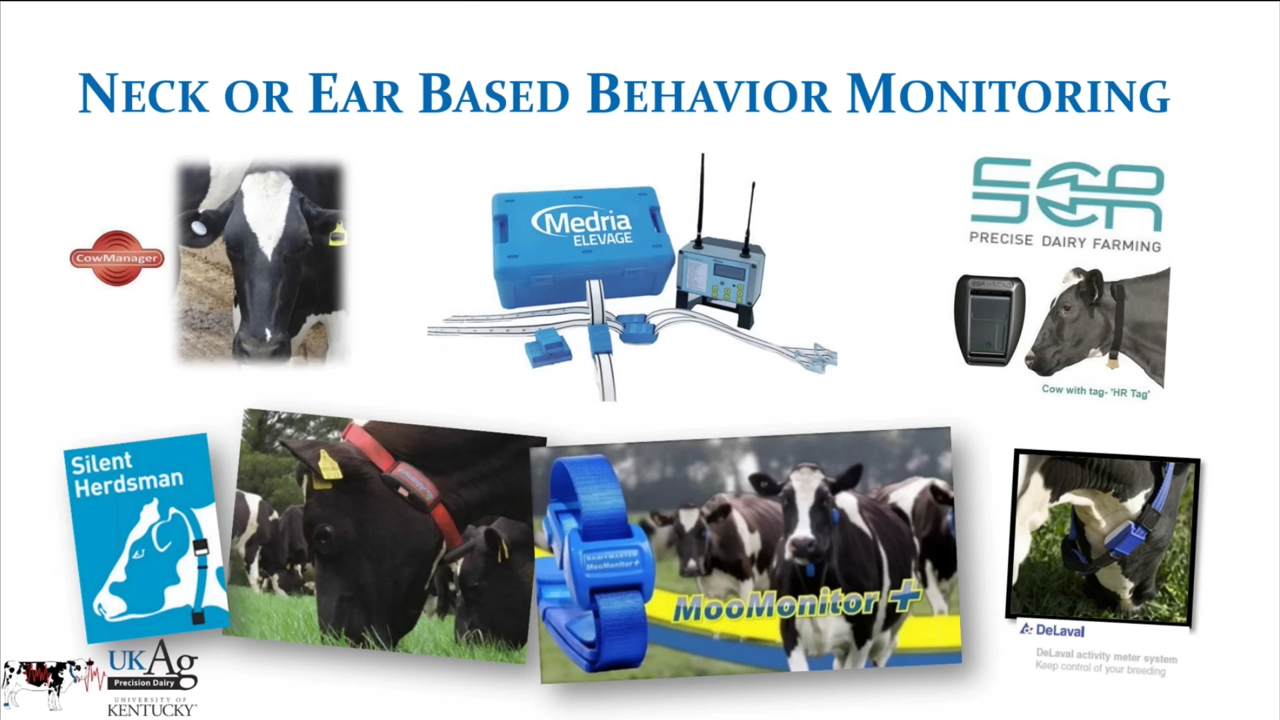 NECK OR EAR BASED BEHAVIOR MONITORING
CowManager
Medria
ELEVAGE
SCR
PRECISE DAIRY FARMING
Cow with tag- 'HR Tag'
Silent
Herdsman
DAIRYMASTER
MooMonitor+
MooMonitor +
DeLaval
DeLaval activity meter system
Keep control of your breeding
UKAg
Precision Dairy
UNIVERSITY OF
KENTUCKY